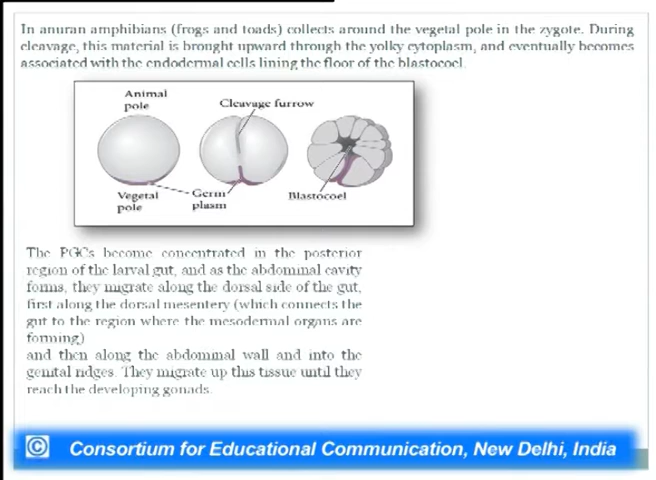 In anuran amphibians (frogs and toads) collects around the vegetal pole in the zygote. During
cleavage, this material is brought upward through the yolky cytoplasm, and eventually becomes
associated with the endodermal cells lining the floor of the blastocoel.
Animal
pole
Cleavage furrow
Vegetal
pole
Germ
plasm
Blastocoel
The PGCs become concentrated in the posterior
region of the larval gut, and as the abdominal cavity
forms, they migrate along the dorsal side of the gut,
first along the dorsal mesentery (which connects the
gut to the region where the mesodermal organs are
forming)
and then along the abdominal wall and into the
genital ridges. They migrate up this tissue until they
reach the developing gonads.
© Consortium for Educational Communication, New Delhi, India